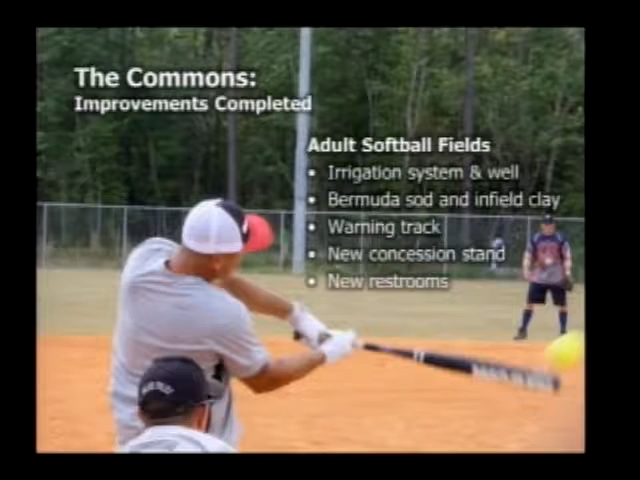 The Commons:
Improvements Completed
Adult Softball Fields
• Irrigation system & well
• Bermuda sod and infield clay
• Warning track
• New concession stand
• New restrooms